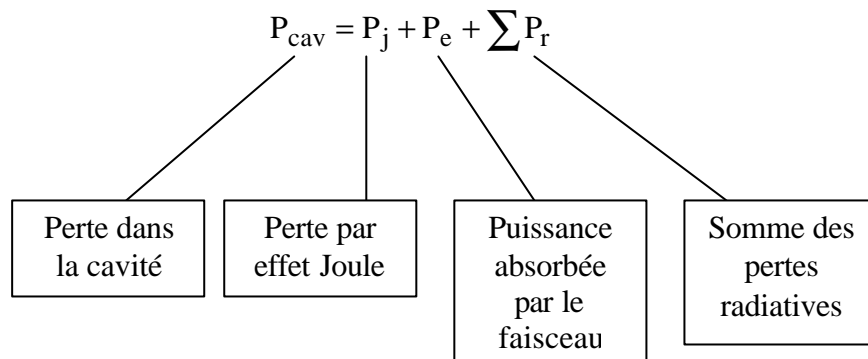 P_cav = P_j + P_e + ∑P_r
Perte dans
la cavité
Perte par
effet Joule
Puissance
absorbée
par le
faisceau
Somme des
pertes
radiatives